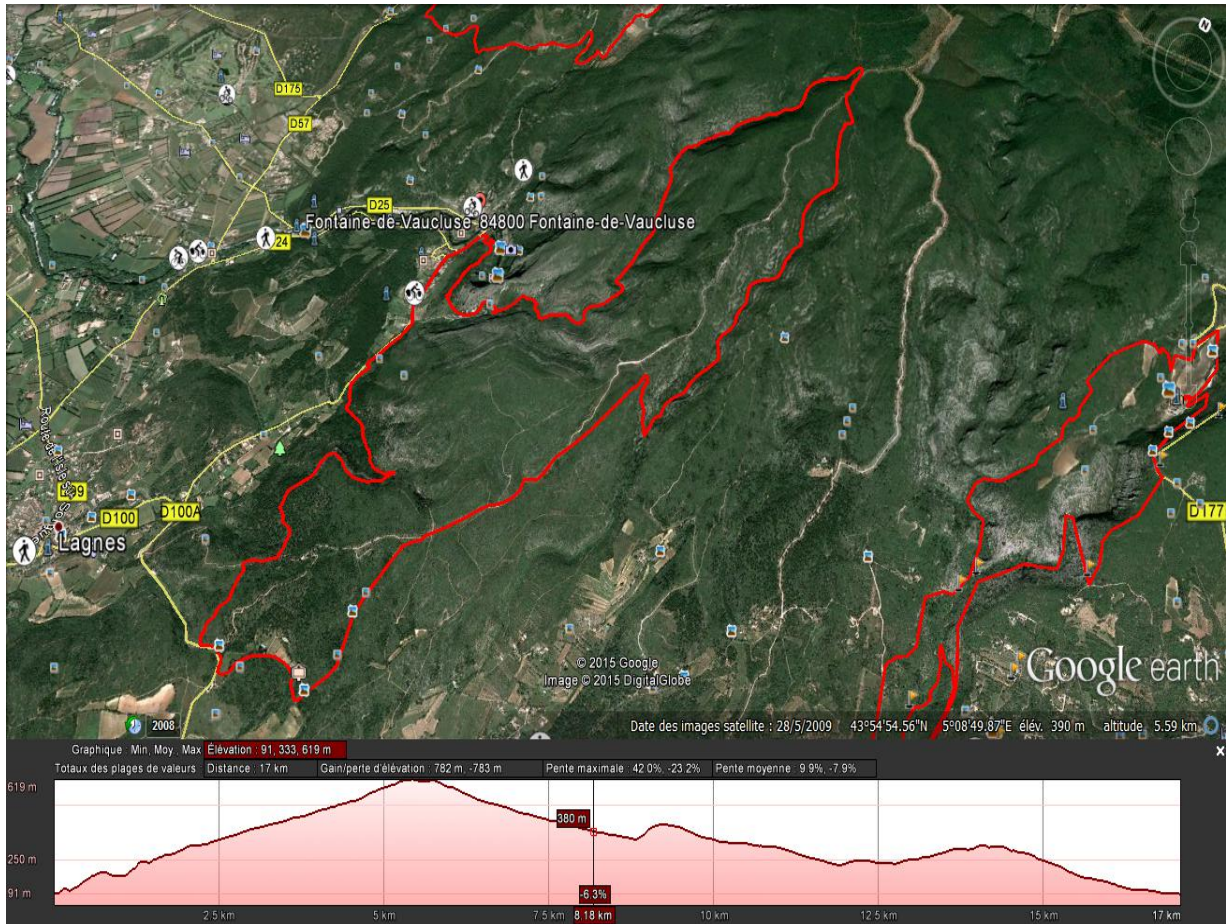 D175
D57
D25
Fontaine-de-Vaucluse 84800 Fontaine-de-Vaucluse
24
D100
D100A
Lagnes
D177
© 2015 Google
Image © 2015 DigitalGlobe
Google earth
2008
Date des images satellite : 28/5/2009 43°54'54.56"N 5°08'49.87"E élév. 390 m altitude 5.59 km
Graphique : Min, Moy., Max Élévation : 91, 333, 619 m
Totaux des plages de valeurs Distance : 17 km Gain/perte d'élévation : 782 m, -783 m Pente maximale : 42.0%, -23.2% Pente moyenne : 9.9%, -7.9%
X
619 m
380 m
250 m
-6.3%
91 m
2.5 km 5 km 7.5 km 8.18 km 10 km 12.5 km 15 km 17 km